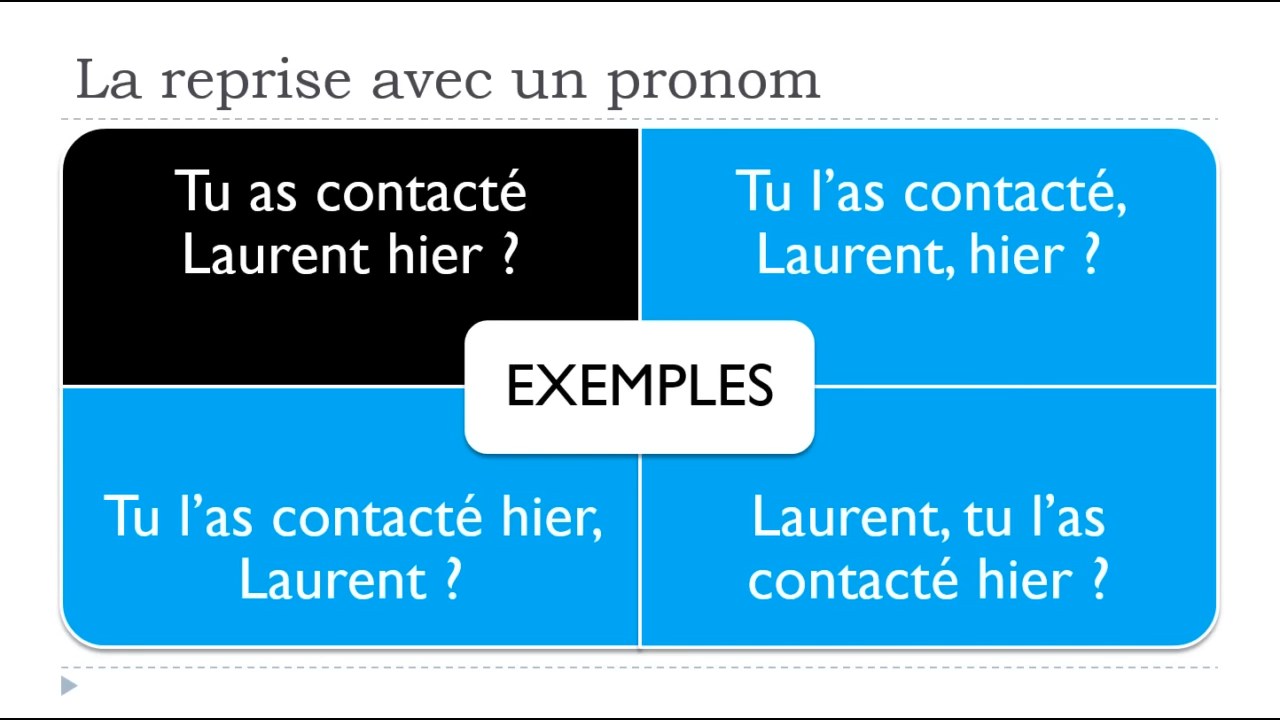 La reprise avec un pronom
Tu as contacté
Laurent hier ?
Tu l’as contacté,
Laurent, hier ?
EXEMPLES
Tu l’as contacté hier,
Laurent ?
Laurent, tu l’as
contacté hier ?